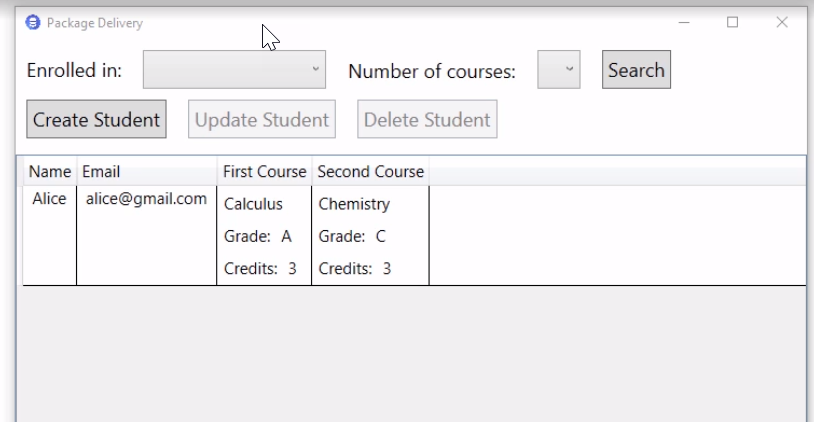 Package Delivery
Enrolled in: Number of courses: Search
Create Student Update Student Delete Student
Name Email First Course Second Course
Alice alice@gmail.com Calculus Chemistry
Grade: A Grade: C
Credits: 3 Credits: 3